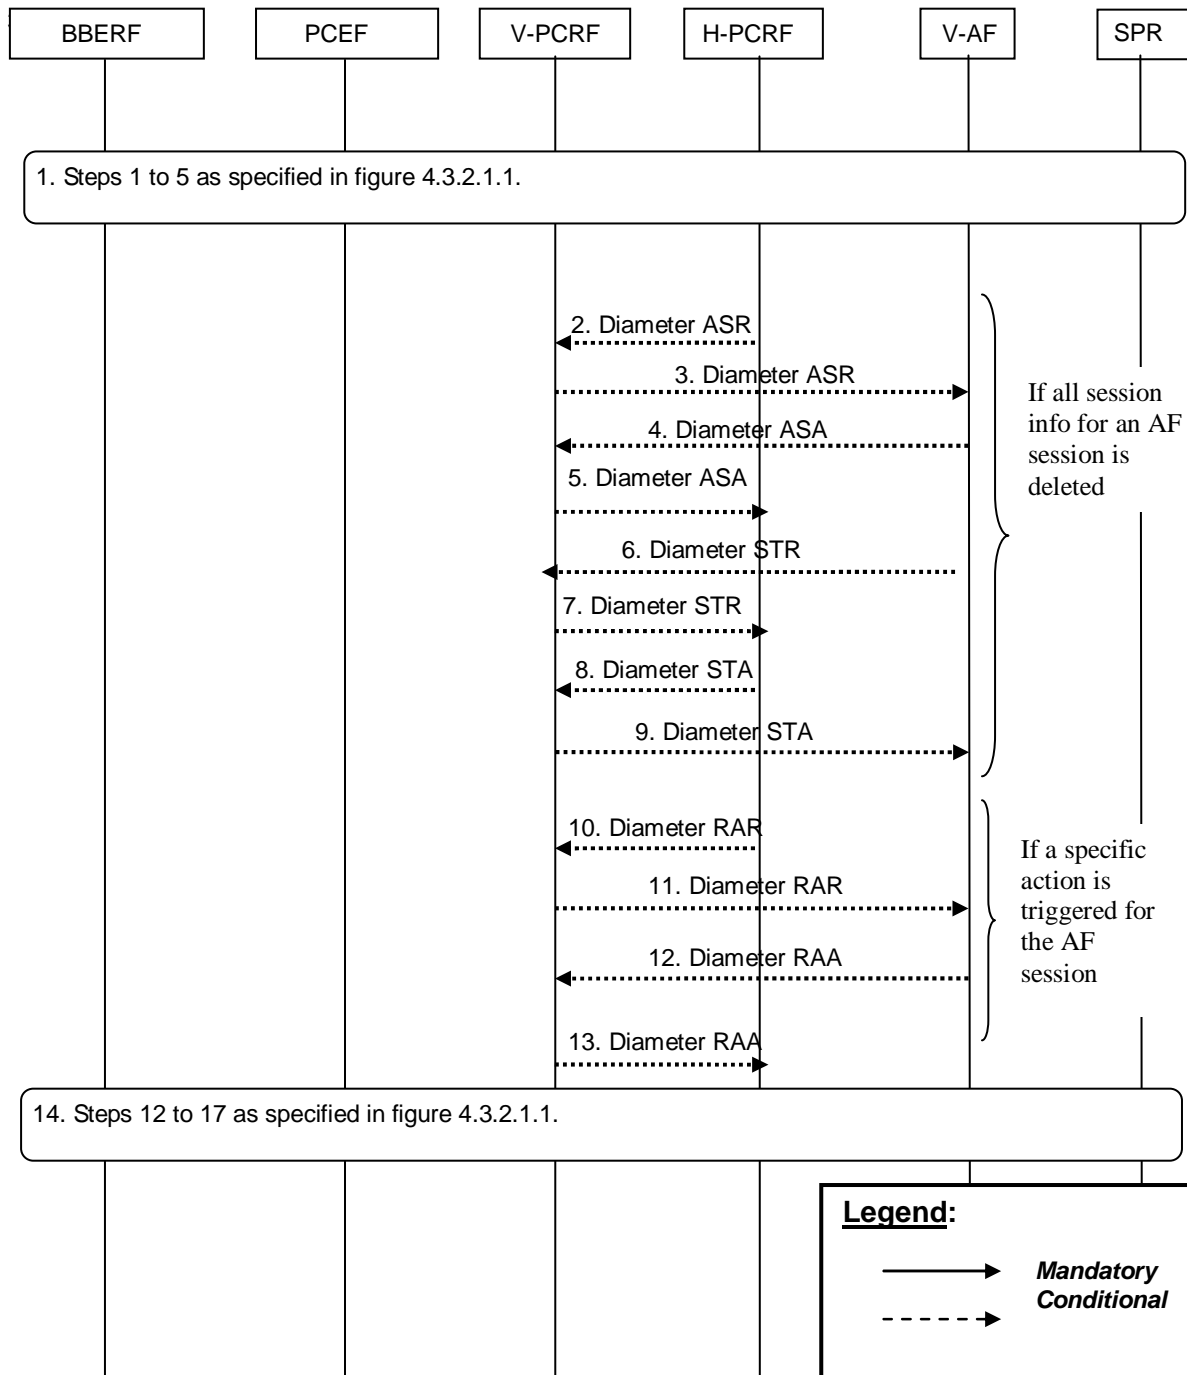 BBERF
PCEF
V-PCRF
H-PCRF
V-AF
SPR
1. Steps 1 to 5 as specified in figure 4.3.2.1.1.
2. Diameter ASR
3. Diameter ASR
4. Diameter ASA
5. Diameter ASA
6. Diameter STR
7. Diameter STR
8. Diameter STA
9. Diameter STA
If all session
info for an AF
session is
deleted
10. Diameter RAR
11. Diameter RAR
12. Diameter RAA
13. Diameter RAA
If a specific
action is
triggered for
the AF
session
14. Steps 12 to 17 as specified in figure 4.3.2.1.1.
Legend:
Mandatory
Conditional